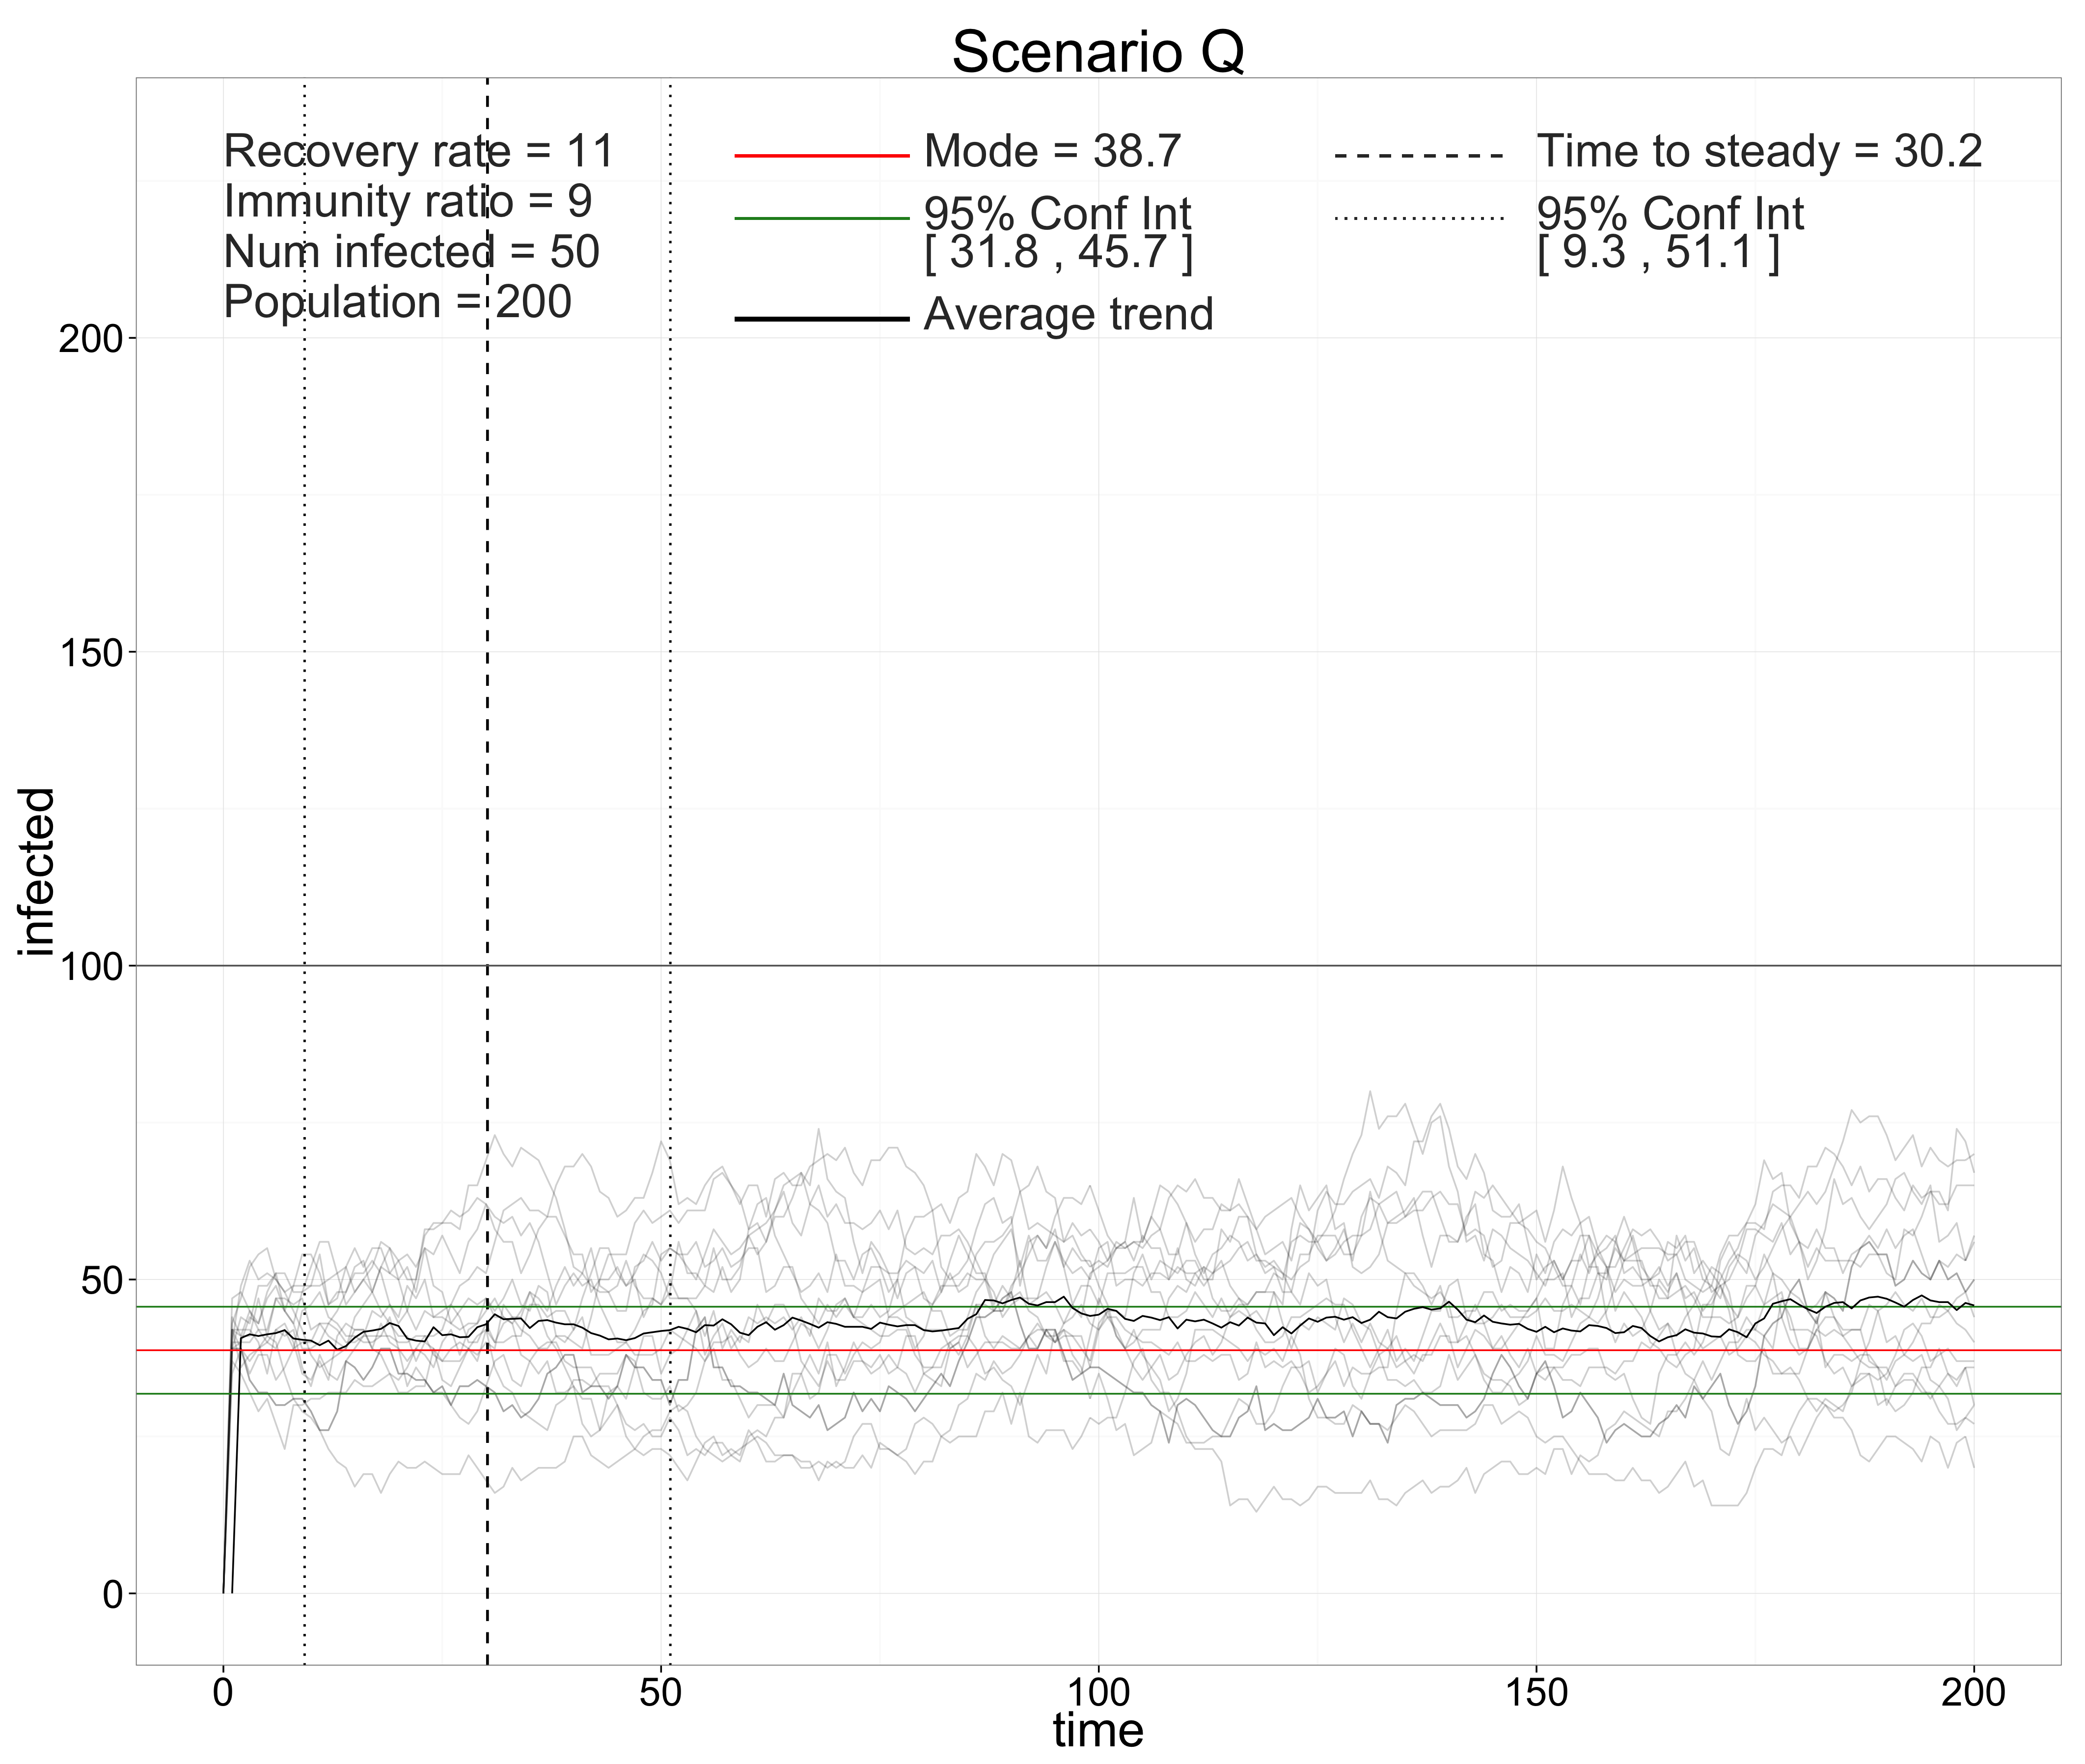 Scenario Q
Recovery rate = 11
Immunity ratio = 9
Num infected = 50
Population = 200
Mode = 38.7
95% Conf Int
[ 31.8 , 45.7 ]
Average trend
Time to steady = 30.2
95% Conf Int
[ 9.3 , 51.1 ]
infected
200
150
100
50
0
0 50 100 150 200
time